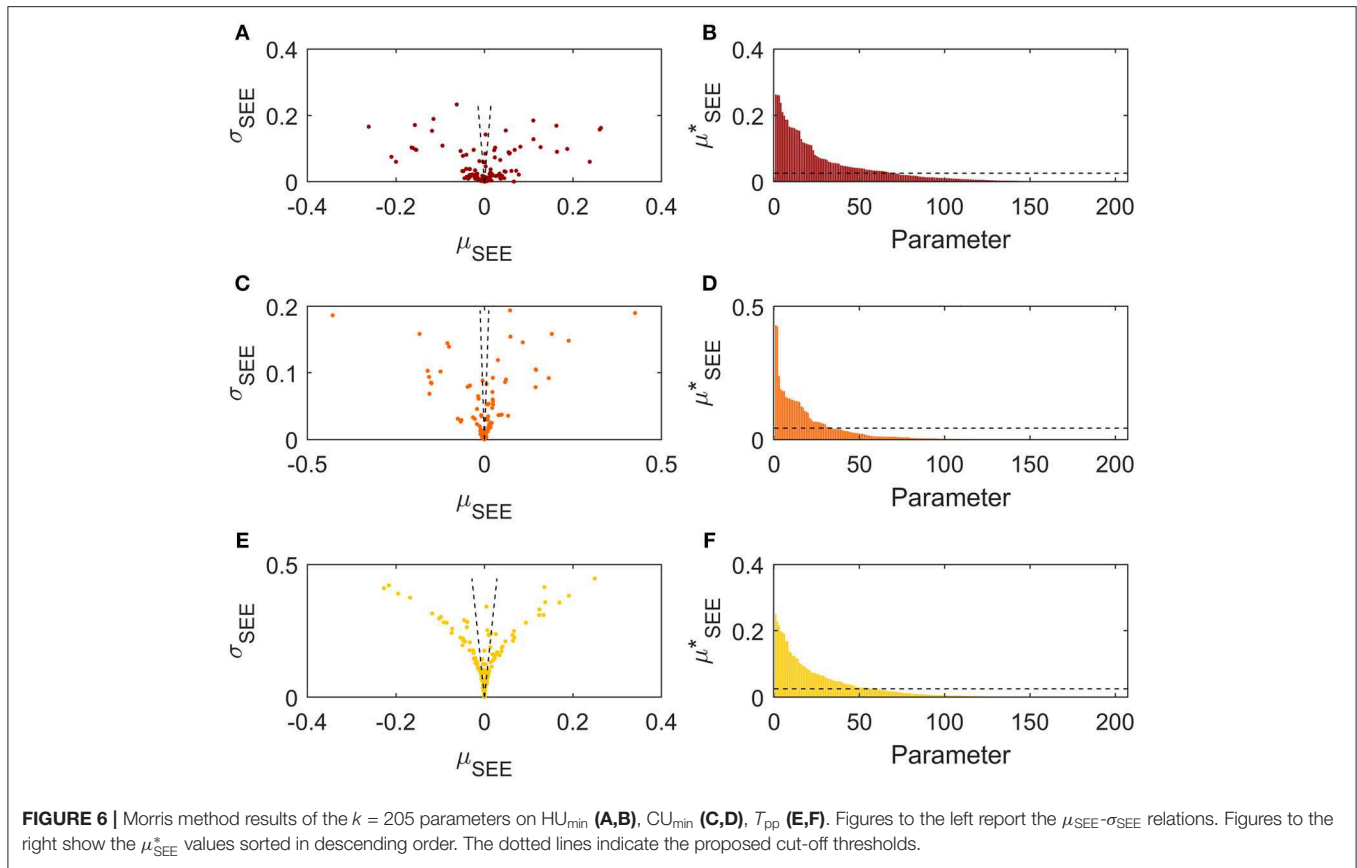 A
B
0.4
0.2
0
σSEE
-0.4 -0.2 0 0.2 0.4
μSEE
0.4
0.2
0
μ*SEE
0 50 100 150 200
Parameter
C
D
0.2
0.1
0
σSEE
-0.5 0 0.5
μSEE
0.5
0
μ*SEE
0 50 100 150 200
Parameter
E
F
0.5
0
σSEE
-0.4 -0.2 0 0.2 0.4
μSEE
0.4
0.2
0
μ*SEE
0 50 100 150 200
Parameter
FIGURE 6 | Morris method results of the k = 205 parameters on HUmin (A,B), CUmin (C,D), Tpp (E,F). Figures to the left report the μSEE-σSEE relations. Figures to the
right show the μ*SEE values sorted in descending order. The dotted lines indicate the proposed cut-off thresholds.